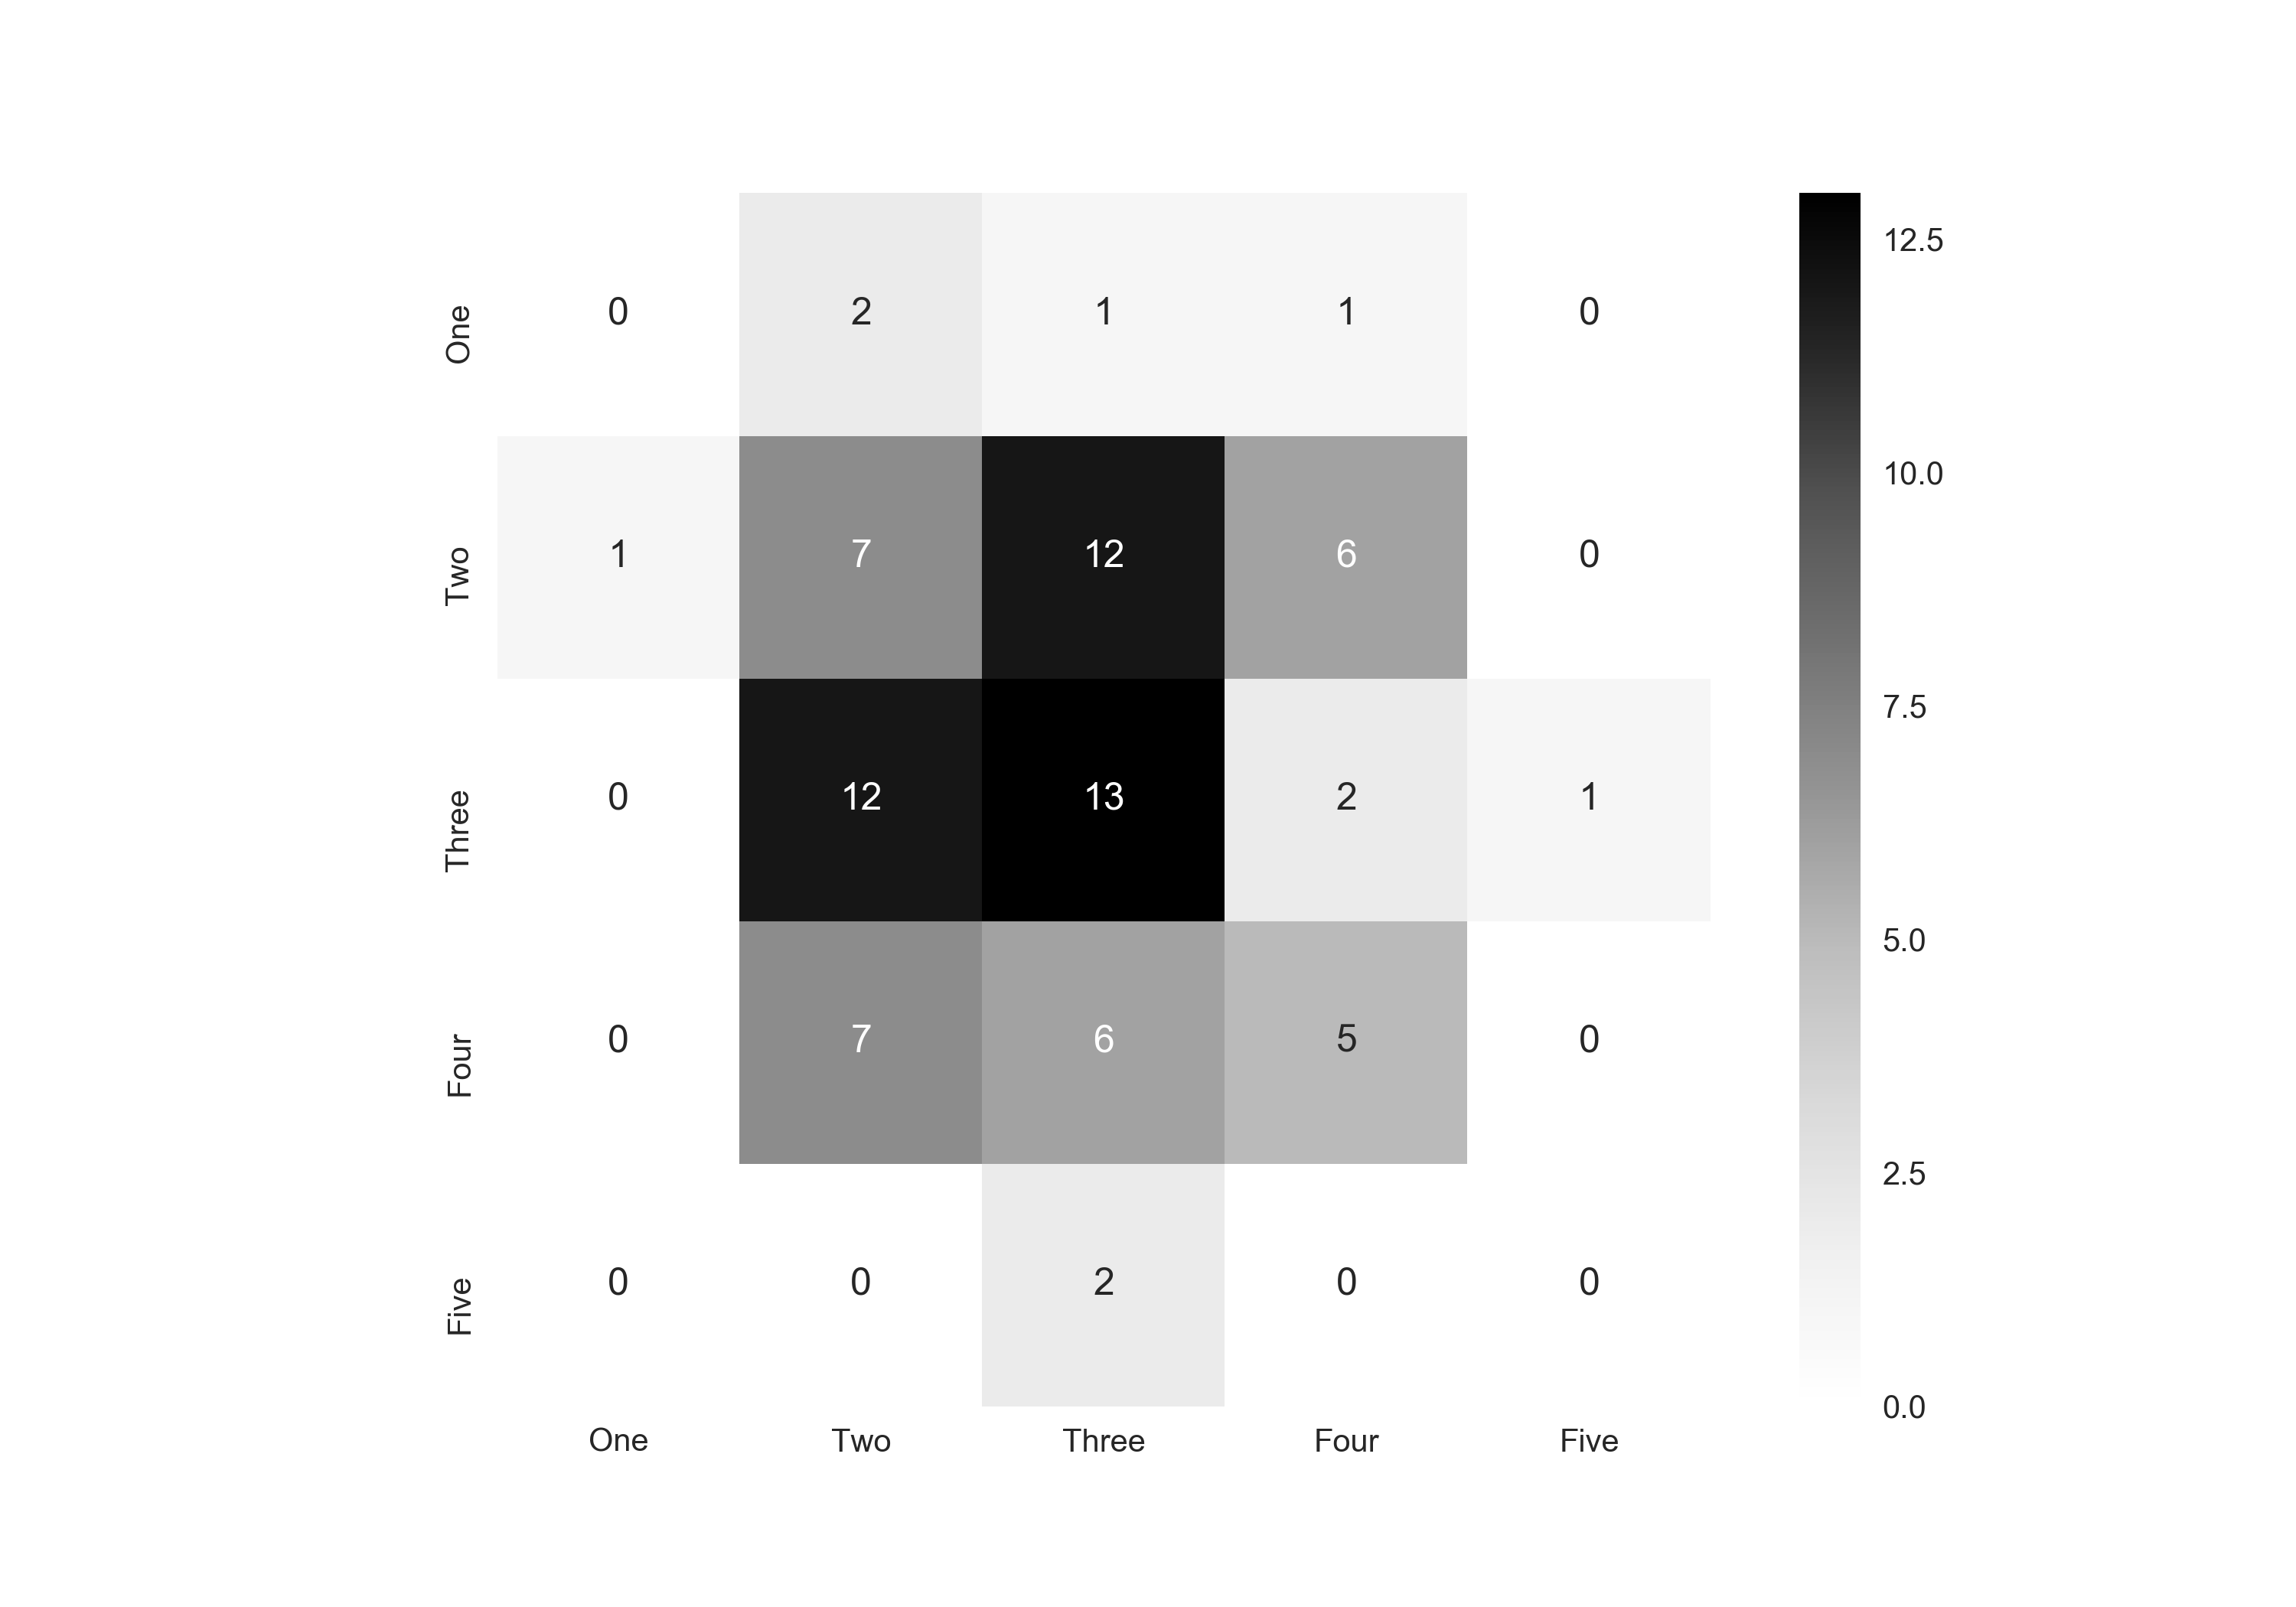 12.5
One 0 2 1 1 0
10.0
Two 1 7 12 6 0
7.5
Three 0 12 13 2 1
5.0
Four 0 7 6 5 0
2.5
Five 0 0 2 0 0
0.0
One Two Three Four Five